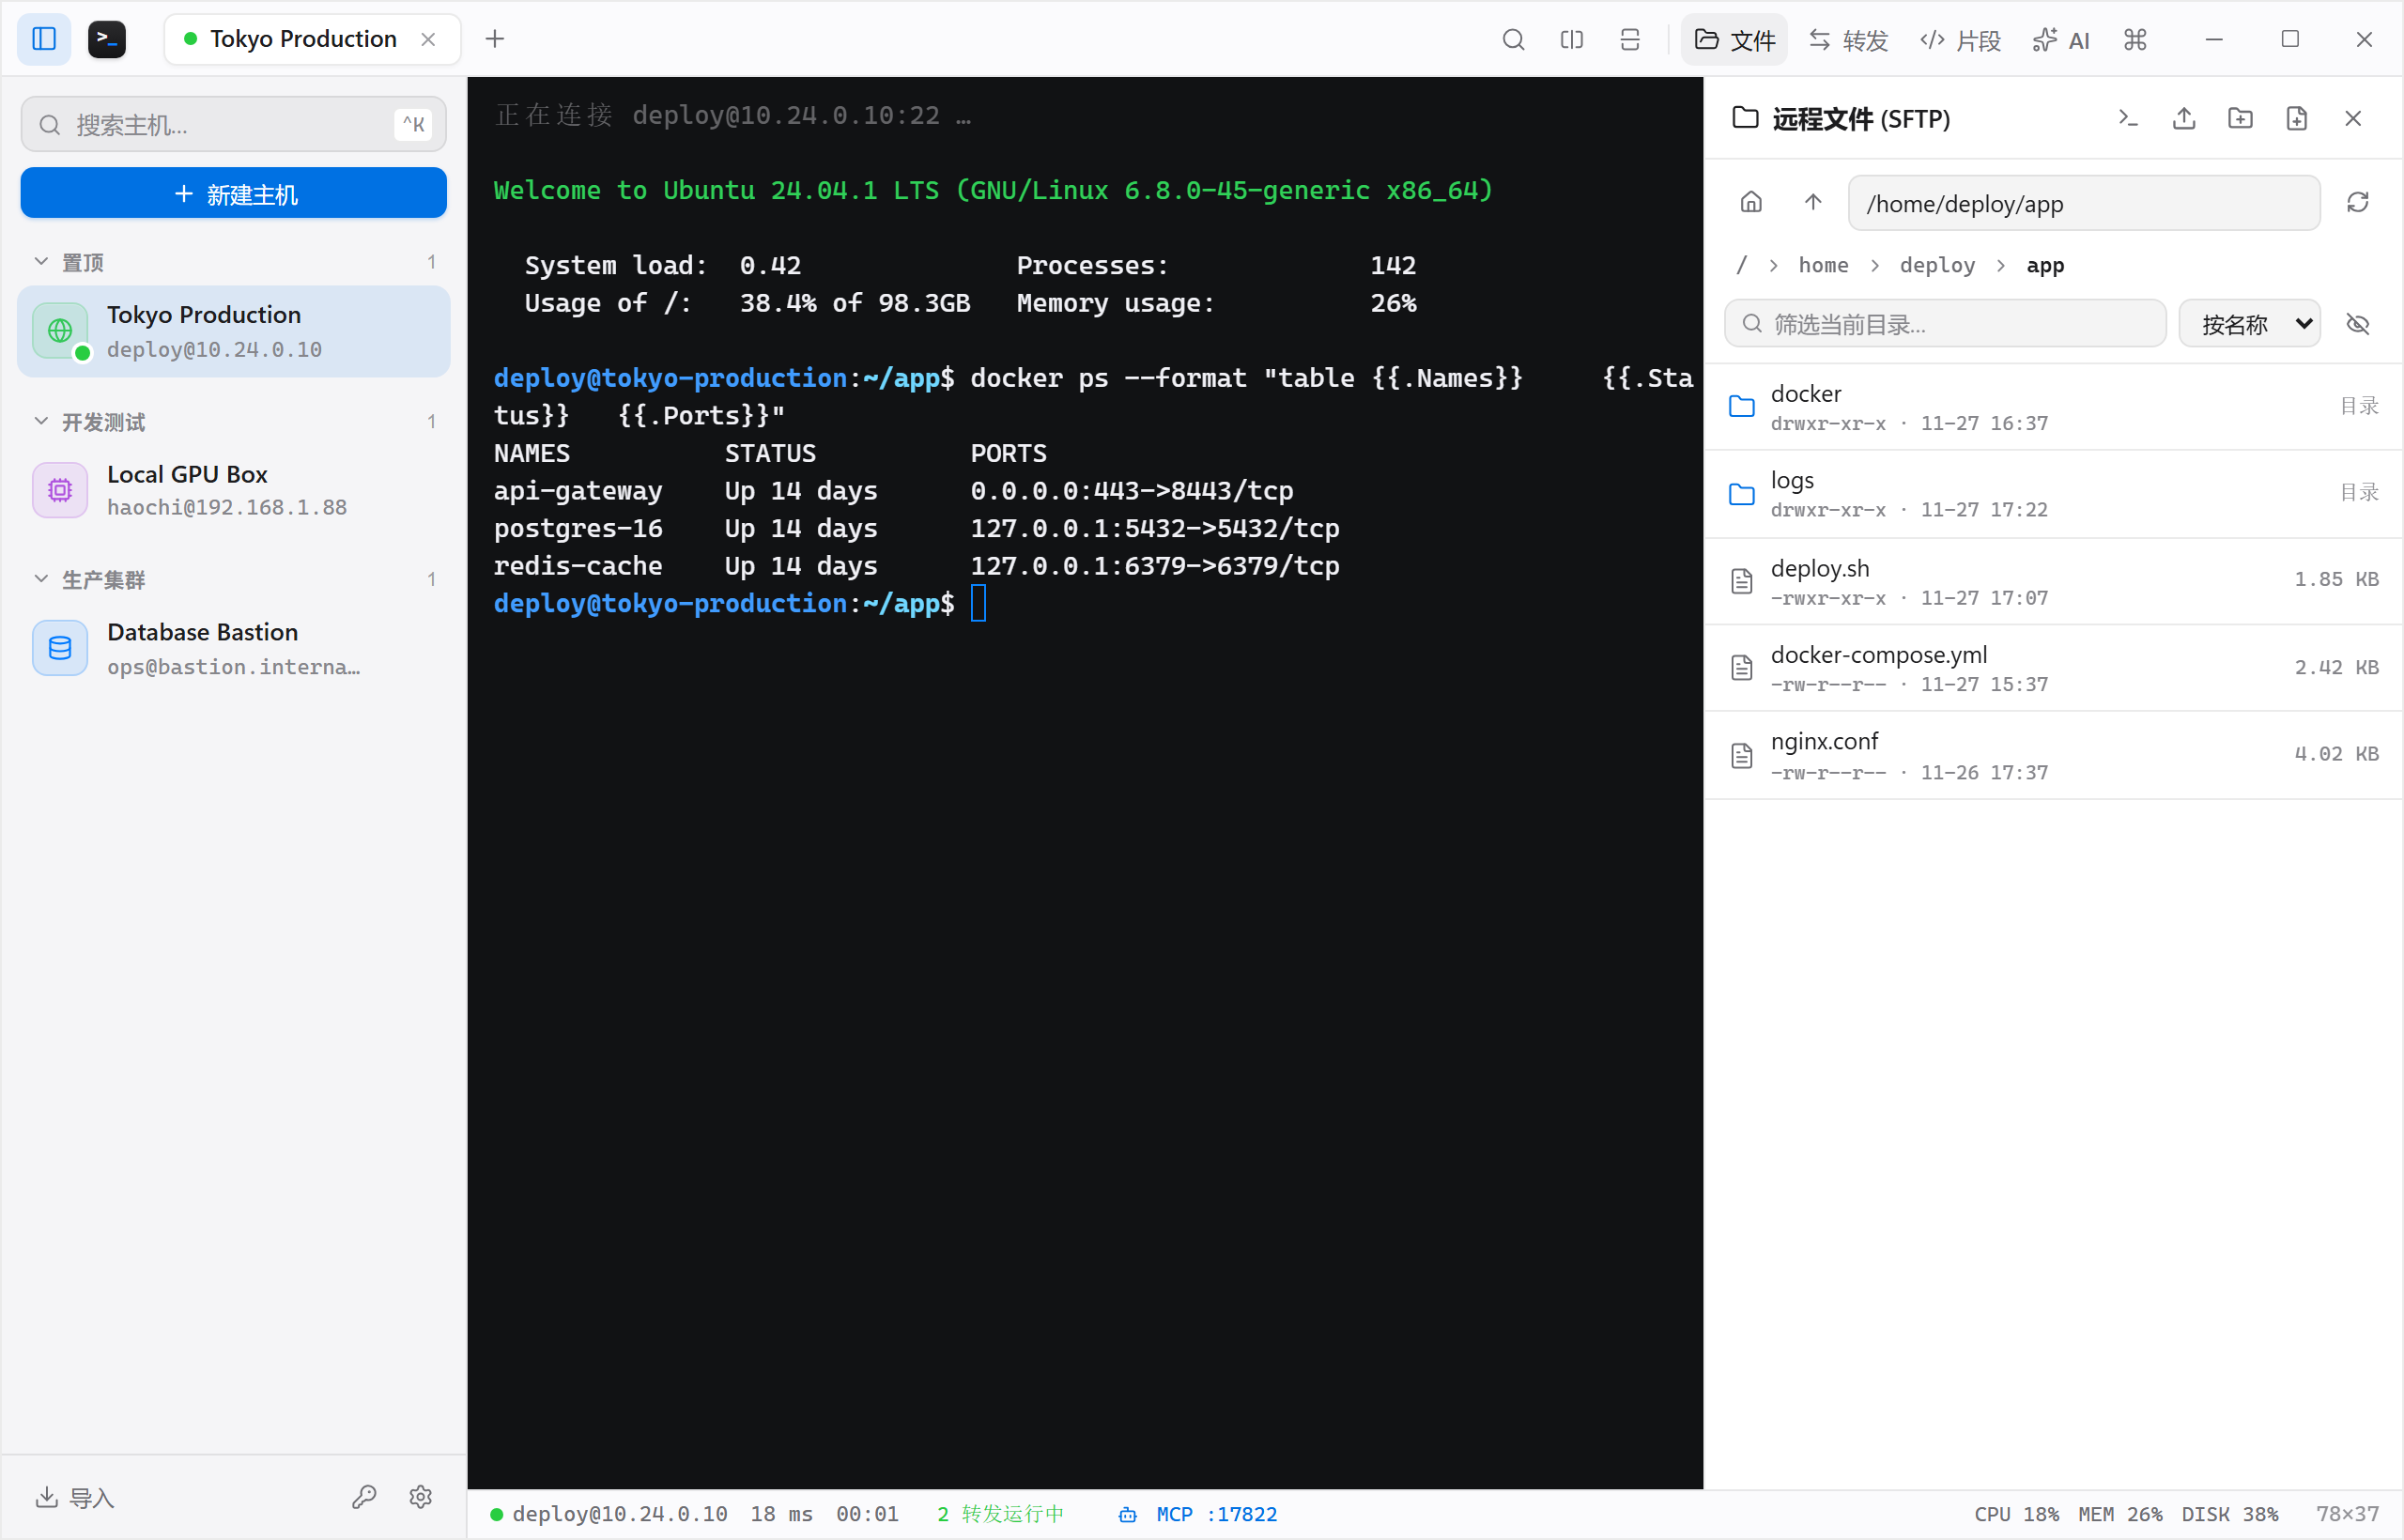 >_ Tokyo Production
文件 转发 片段 AI
搜索主机... ^K
新建主机
置顶 1
Tokyo Production
deploy@10.24.0.10
开发测试 1
Local GPU Box
haochi@192.168.1.88
生产集群 1
Database Bastion
ops@bastion.interna…
导入
正在连接 deploy@10.24.0.10:22 …
Welcome to Ubuntu 24.04.1 LTS (GNU/Linux 6.8.0-45-generic x86_64)
System load: 0.42 Processes: 142
Usage of /: 38.4% of 98.3GB Memory usage: 26%
deploy@tokyo-production:~/app$ docker ps --format "table {{.Names}} {{.Sta
tus}} {{.Ports}}"
NAMES STATUS PORTS
api-gateway Up 14 days 0.0.0.0:443->8443/tcp
postgres-16 Up 14 days 127.0.0.1:5432->5432/tcp
redis-cache Up 14 days 127.0.0.1:6379->6379/tcp
deploy@tokyo-production:~/app$
远程文件 (SFTP)
/home/deploy/app
/ > home > deploy > app
筛选当前目录... 按名称
docker
drwxr-xr-x · 11-27 16:37 目录
logs
drwxr-xr-x · 11-27 17:22 目录
deploy.sh
-rwxr-xr-x · 11-27 17:07 1.85 KB
docker-compose.yml
-rw-r--r-- · 11-27 15:37 2.42 KB
nginx.conf
-rw-r--r-- · 11-26 17:37 4.02 KB
deploy@10.24.0.10 18 ms 00:01 2 转发运行中 MCP :17822 CPU 18% MEM 26% DISK 38% 78×37